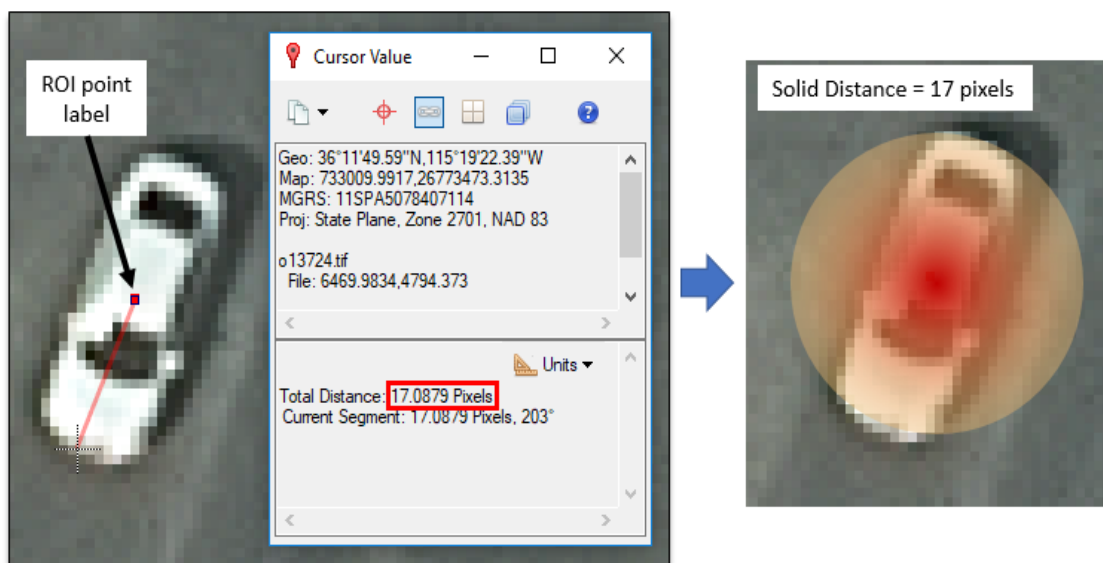 ROI point
label
Cursor Value
Geo: 36°11'49.59"N,115°19'22.39"W
Map: 733009.9917,26773473.3135
MGRS: 11SPA5078407114
Proj: State Plane, Zone 2701, NAD 83
o13724.tif
File: 6469.9834,4794.373
Units
Total Distance: 17.0879 Pixels
Current Segment: 17.0879 Pixels, 203°
Solid Distance = 17 pixels